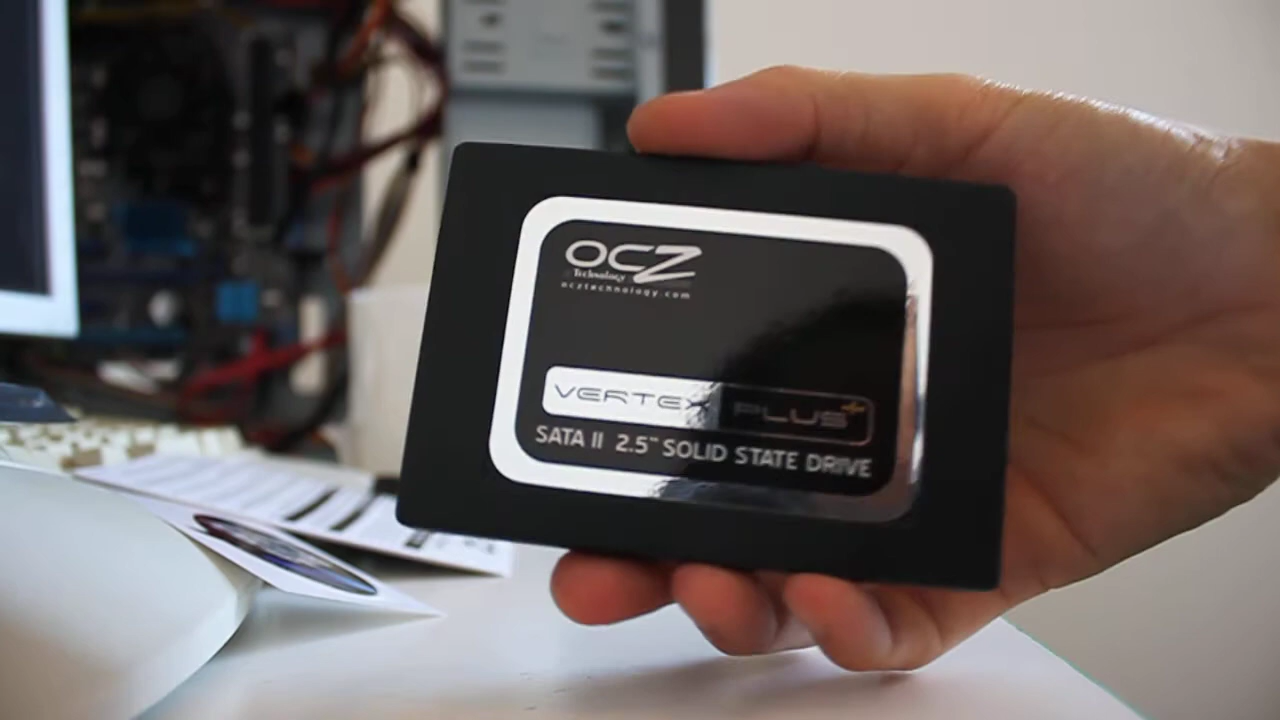 OCZ
Technology
ocztechnology.com
VERTEX PLUS+
SATA II 2.5" SOLID STATE DRIVE